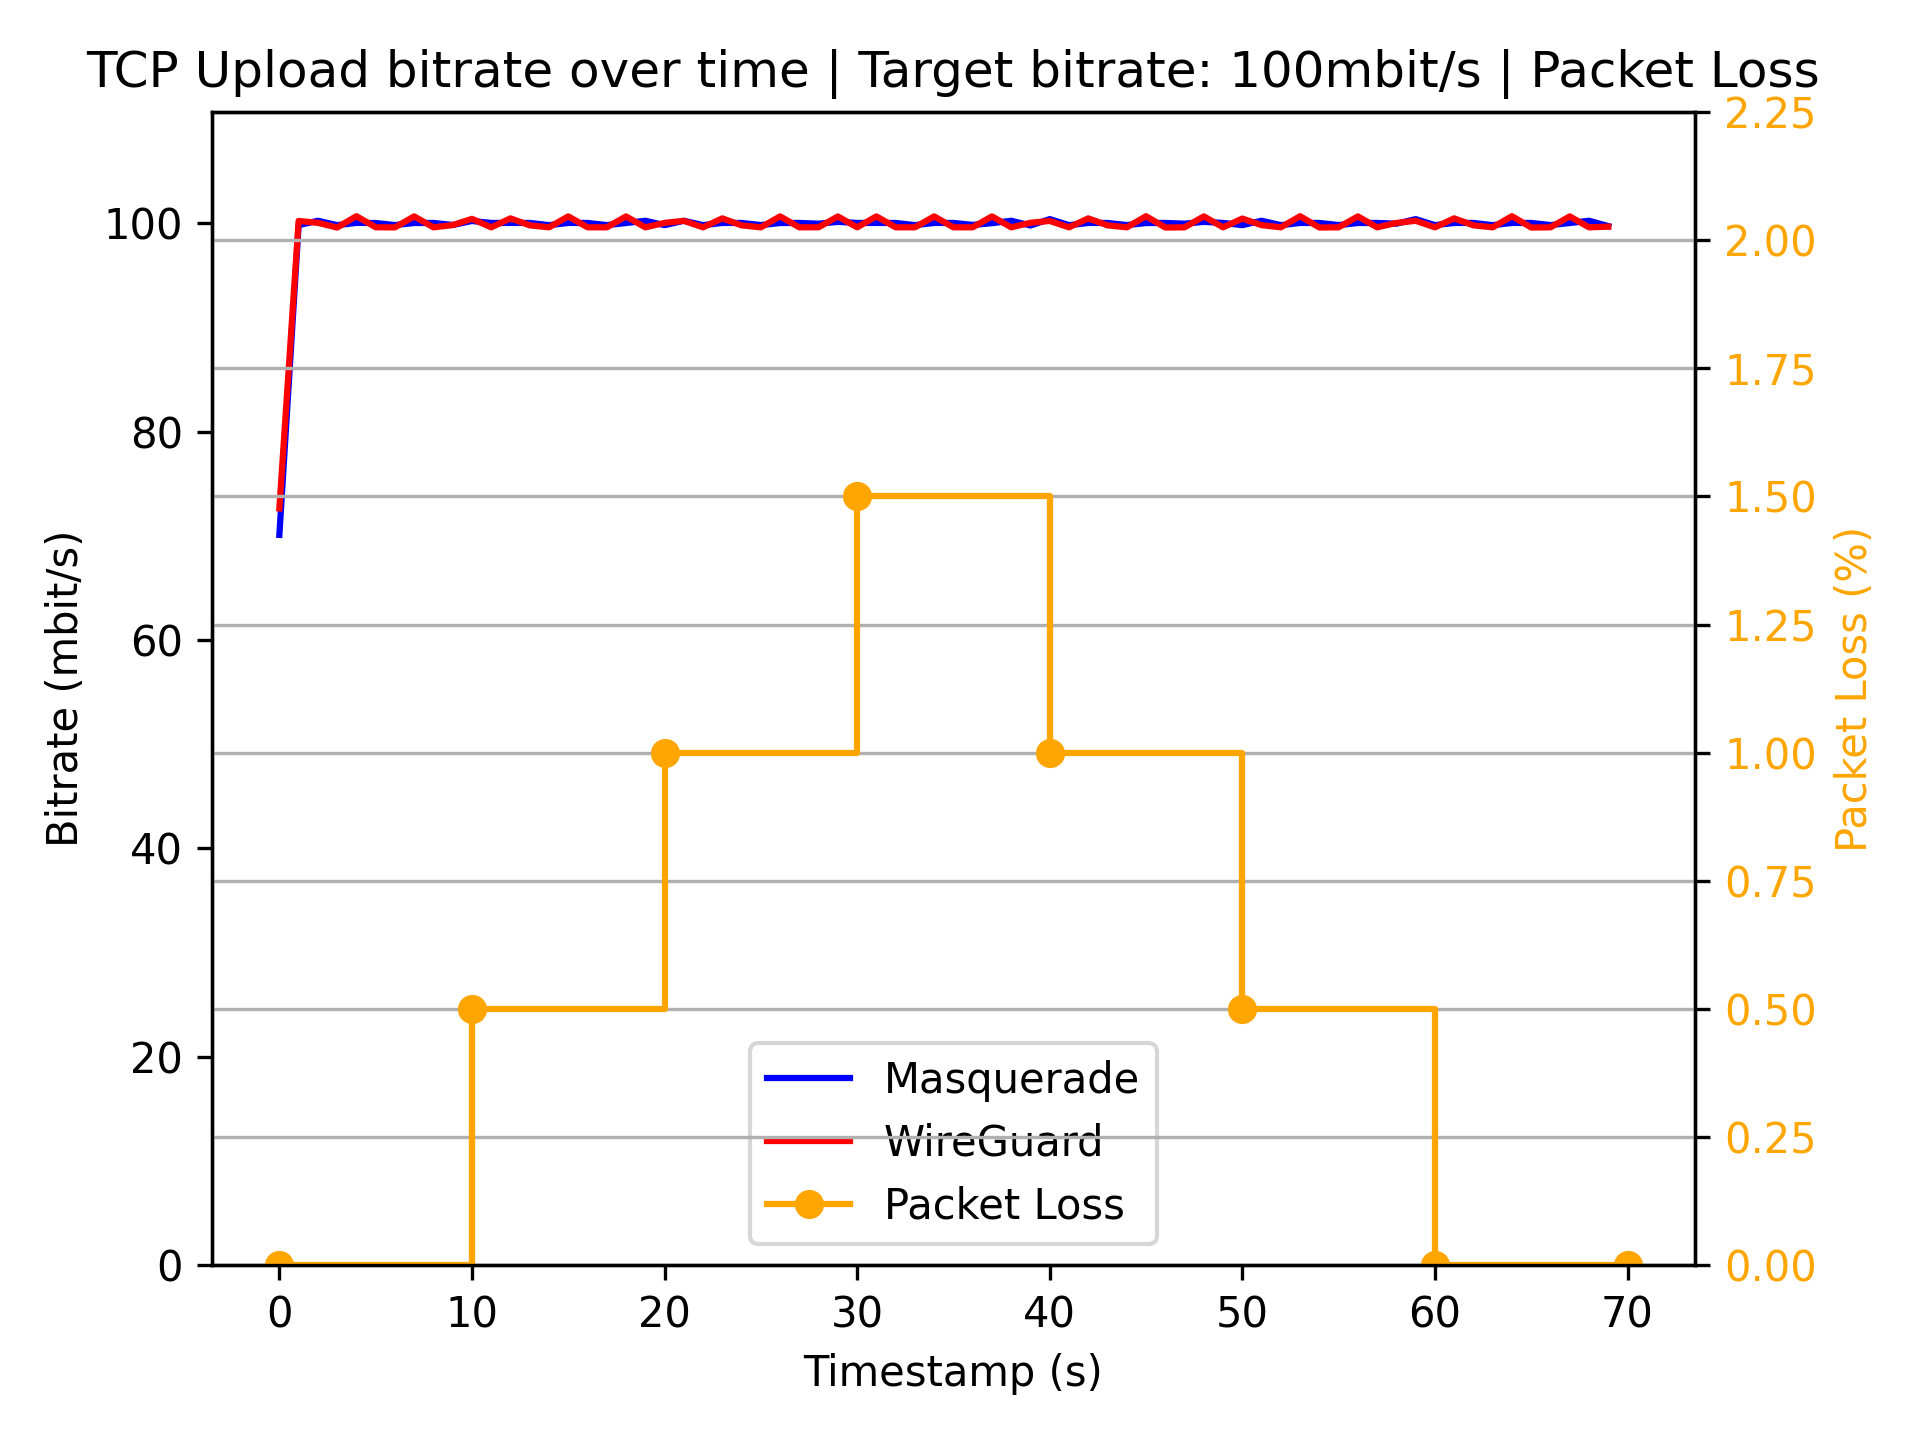 TCP Upload bitrate over time | Target bitrate: 100mbit/s | Packet Loss
Bitrate (mbit/s)
100
80
60
40
20
0
2.25
2.00
1.75
1.50
1.25
1.00
0.75
0.50
0.25
0.00
Packet Loss (%)
Masquerade
WireGuard
Packet Loss
0 10 20 30 40 50 60 70
Timestamp (s)